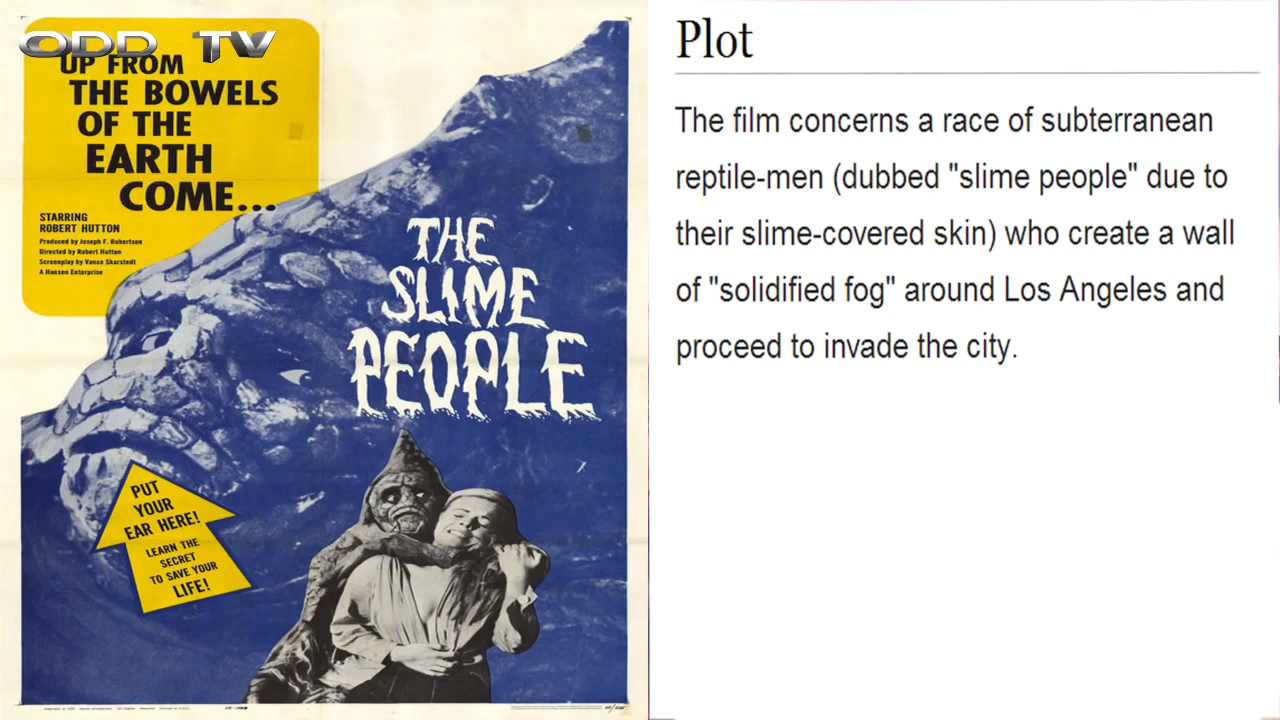 ODD TV
UP FROM
THE BOWELS
OF THE
EARTH
COME...
STARRING
ROBERT HUTTON
Produced by Joseph F. Robertson
Directed by Robert Hutton
Screenplay by Vance Skarstedt
A Hansen Enterprise
THE
SLIME
PEOPLE
PUT
YOUR
EAR HERE!
LEARN THE
SECRET
TO SAVE YOUR
LIFE!
Plot
The film concerns a race of subterranean
reptile-men (dubbed "slime people" due to
their slime-covered skin) who create a wall
of "solidified fog" around Los Angeles and
proceed to invade the city.